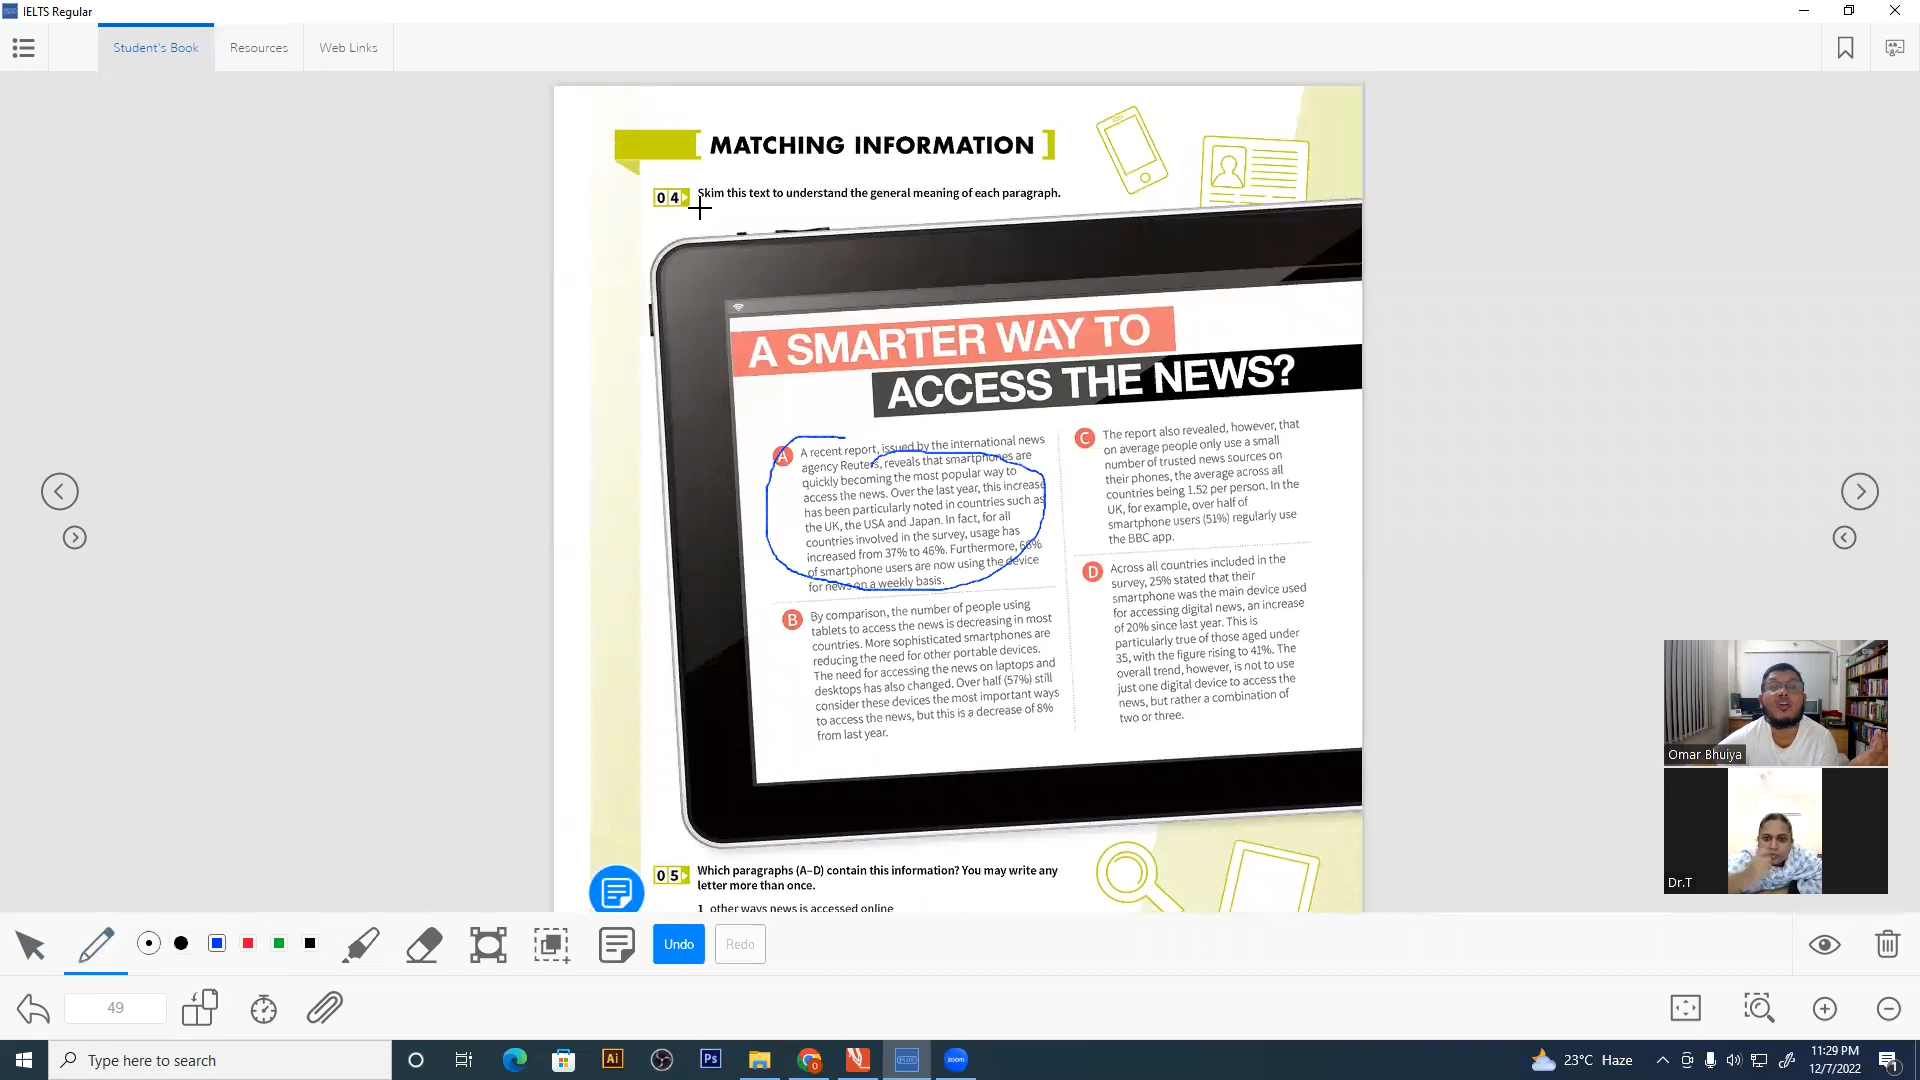 IELTS Regular
Student's Book
Resources
Web Links
MATCHING INFORMATION
04
Skim this text to understand the general meaning of each paragraph.
A SMARTER WAY TO
ACCESS THE NEWS?
A
A recent report, issued by the international news
agency Reuters, reveals that smartphones are
quickly becoming the most popular way to
access the news. Over the last year, this increase
has been particularly noted in countries such as
the UK, the USA and Japan. In fact, for all
countries involved in the survey, usage has
increased from 37% to 46%. Furthermore, 66%
of smartphone users are now using the device
for news on a weekly basis.
B
By comparison, the number of people using
tablets to access the news is decreasing in most
countries. More sophisticated smartphones are
reducing the need for other portable devices.
The need for accessing the news on laptops and
desktops has also changed. Over half (57%) still
consider these devices the most important ways
to access the news, but this is a decrease of 8%
from last year.
C
The report also revealed, however, that
on average people only use a small
number of trusted news sources on
their phones, the average across all
countries being 1.52 per person. In the
UK, for example, over half of
smartphone users (51%) regularly use
the BBC app.
D
Across all countries included in the
survey, 25% stated that their
smartphone was the main device used
for accessing digital news, an increase
of 20% since last year. This is
particularly true of those aged under
35, with the figure rising to 41%. The
overall trend, however, is not to use
just one digital device to access the
news, but rather a combination of
two or three.
05
Which paragraphs (A–D) contain this information? You may write any
letter more than once.
1 other ways news is accessed online
Omar Bhuiya
Dr.T
Undo
Redo
49
Type here to search
Ai
Ps
zoom
23°C Haze
11:29 PM
12/7/2022
1